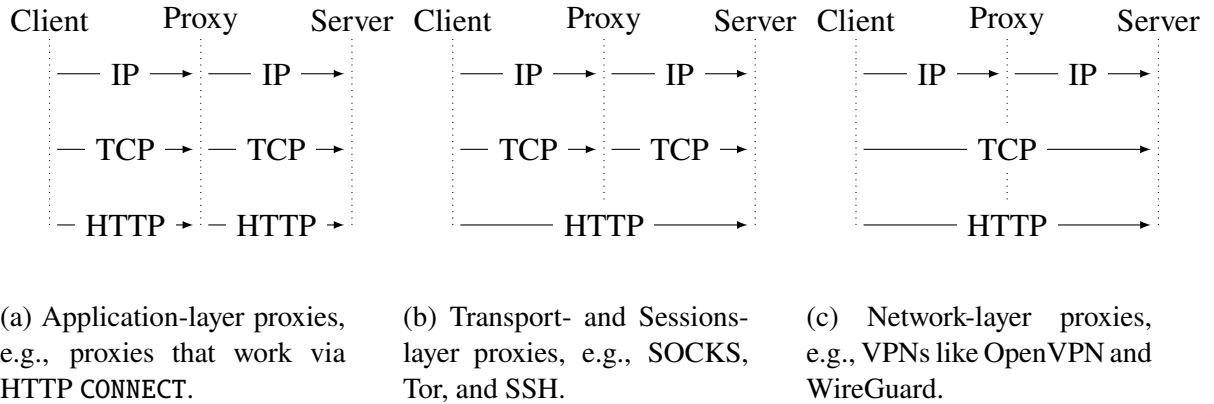 Client Proxy Server Client Proxy Server Client Proxy Server
IP IP IP IP IP IP
TCP TCP TCP TCP TCP
HTTP HTTP HTTP HTTP
(a) Application-layer proxies,
e.g., proxies that work via
HTTP CONNECT.
(b) Transport- and Sessions-
layer proxies, e.g., SOCKS,
Tor, and SSH.
(c) Network-layer proxies,
e.g., VPNs like OpenVPN and
WireGuard.